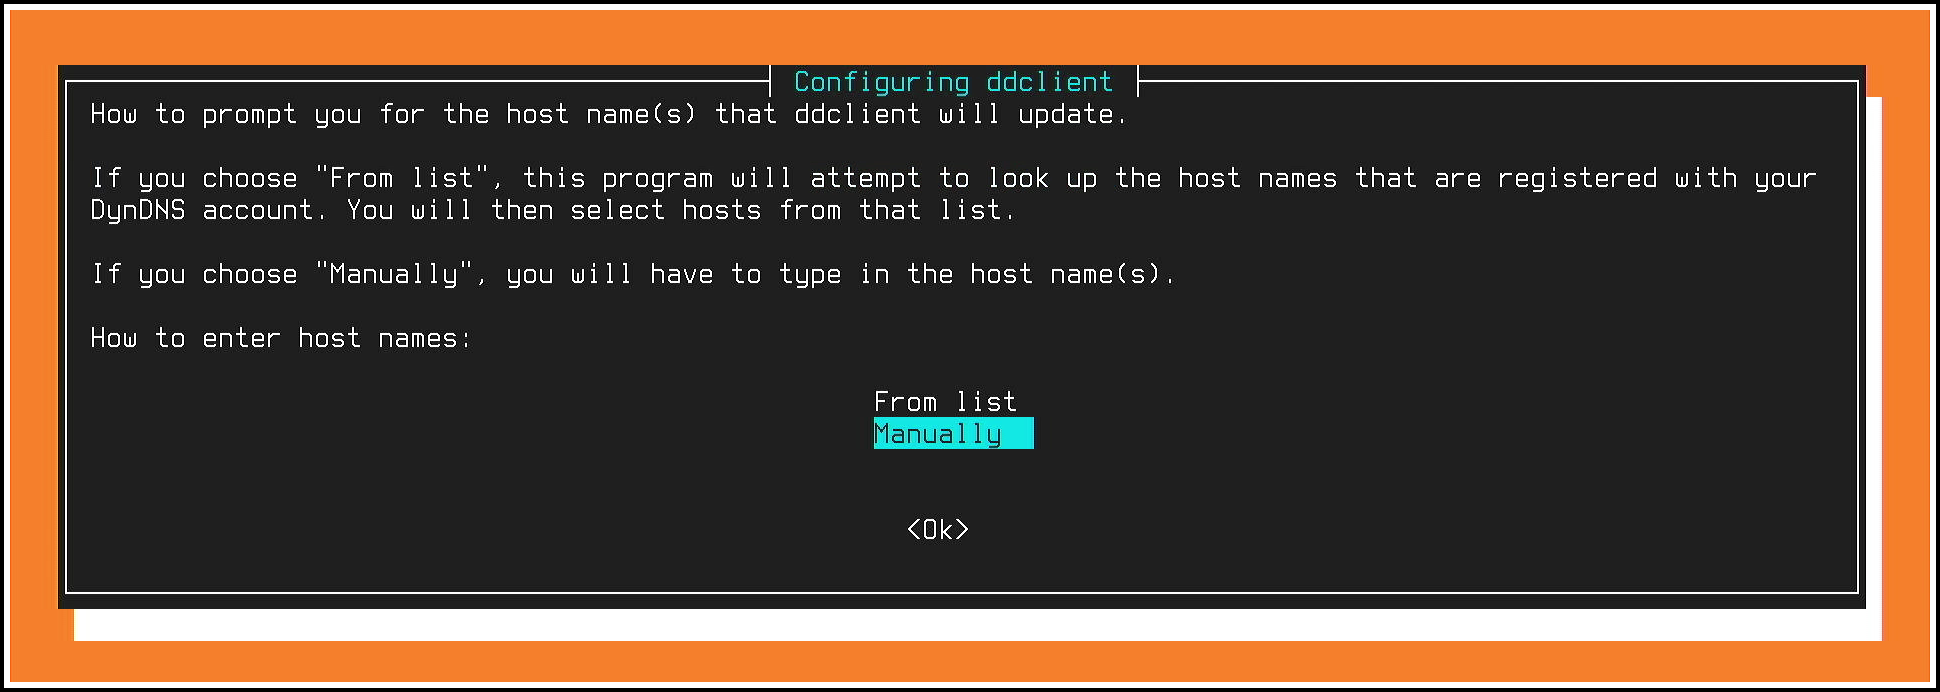 Configuring ddclient
How to prompt you for the host name(s) that ddclient will update.
If you choose "From list", this program will attempt to look up the host names that are registered with your
DynDNS account. You will then select hosts from that list.
If you choose "Manually", you will have to type in the host name(s).
How to enter host names:
From list
Manually
<Ok>